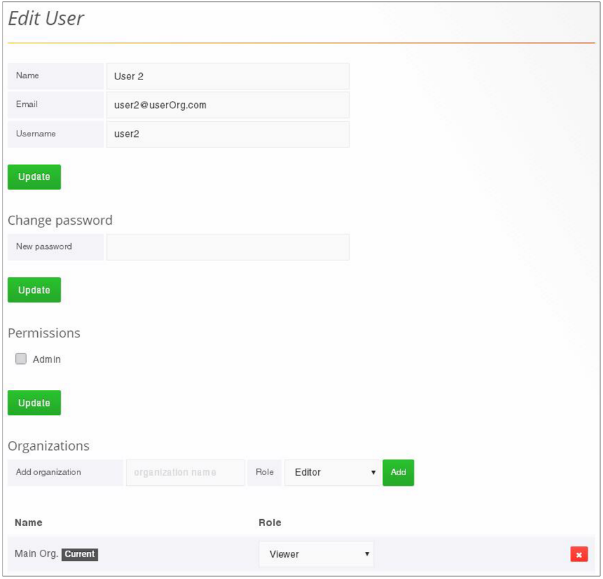 Edit User
Name User 2
Email user2@userOrg.com
Username user2
Update
Change password
New password
Update
Permissions
Admin
Update
Organizations
Add organization organization name Role Editor Add
Name Role
Main Org. Current Viewer